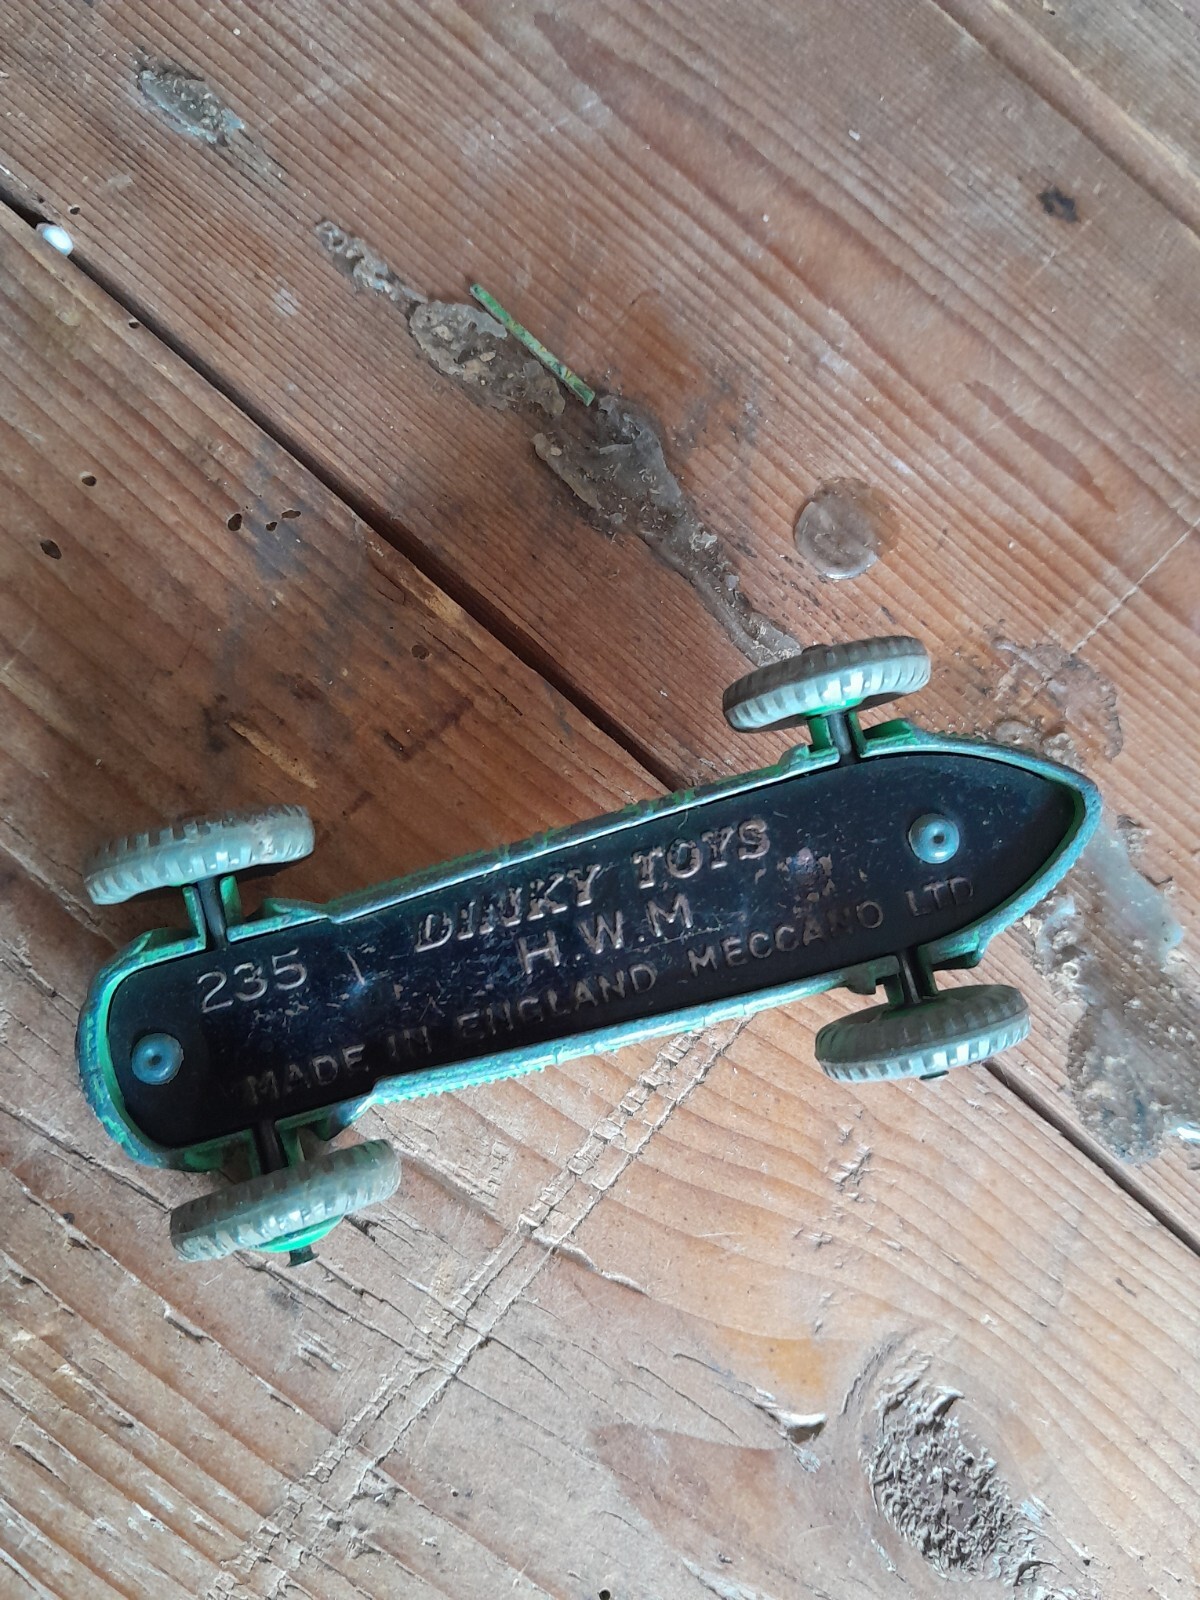 DINKY TOYS
235 H.W.M
MADE IN ENGLAND MECCANO LTD